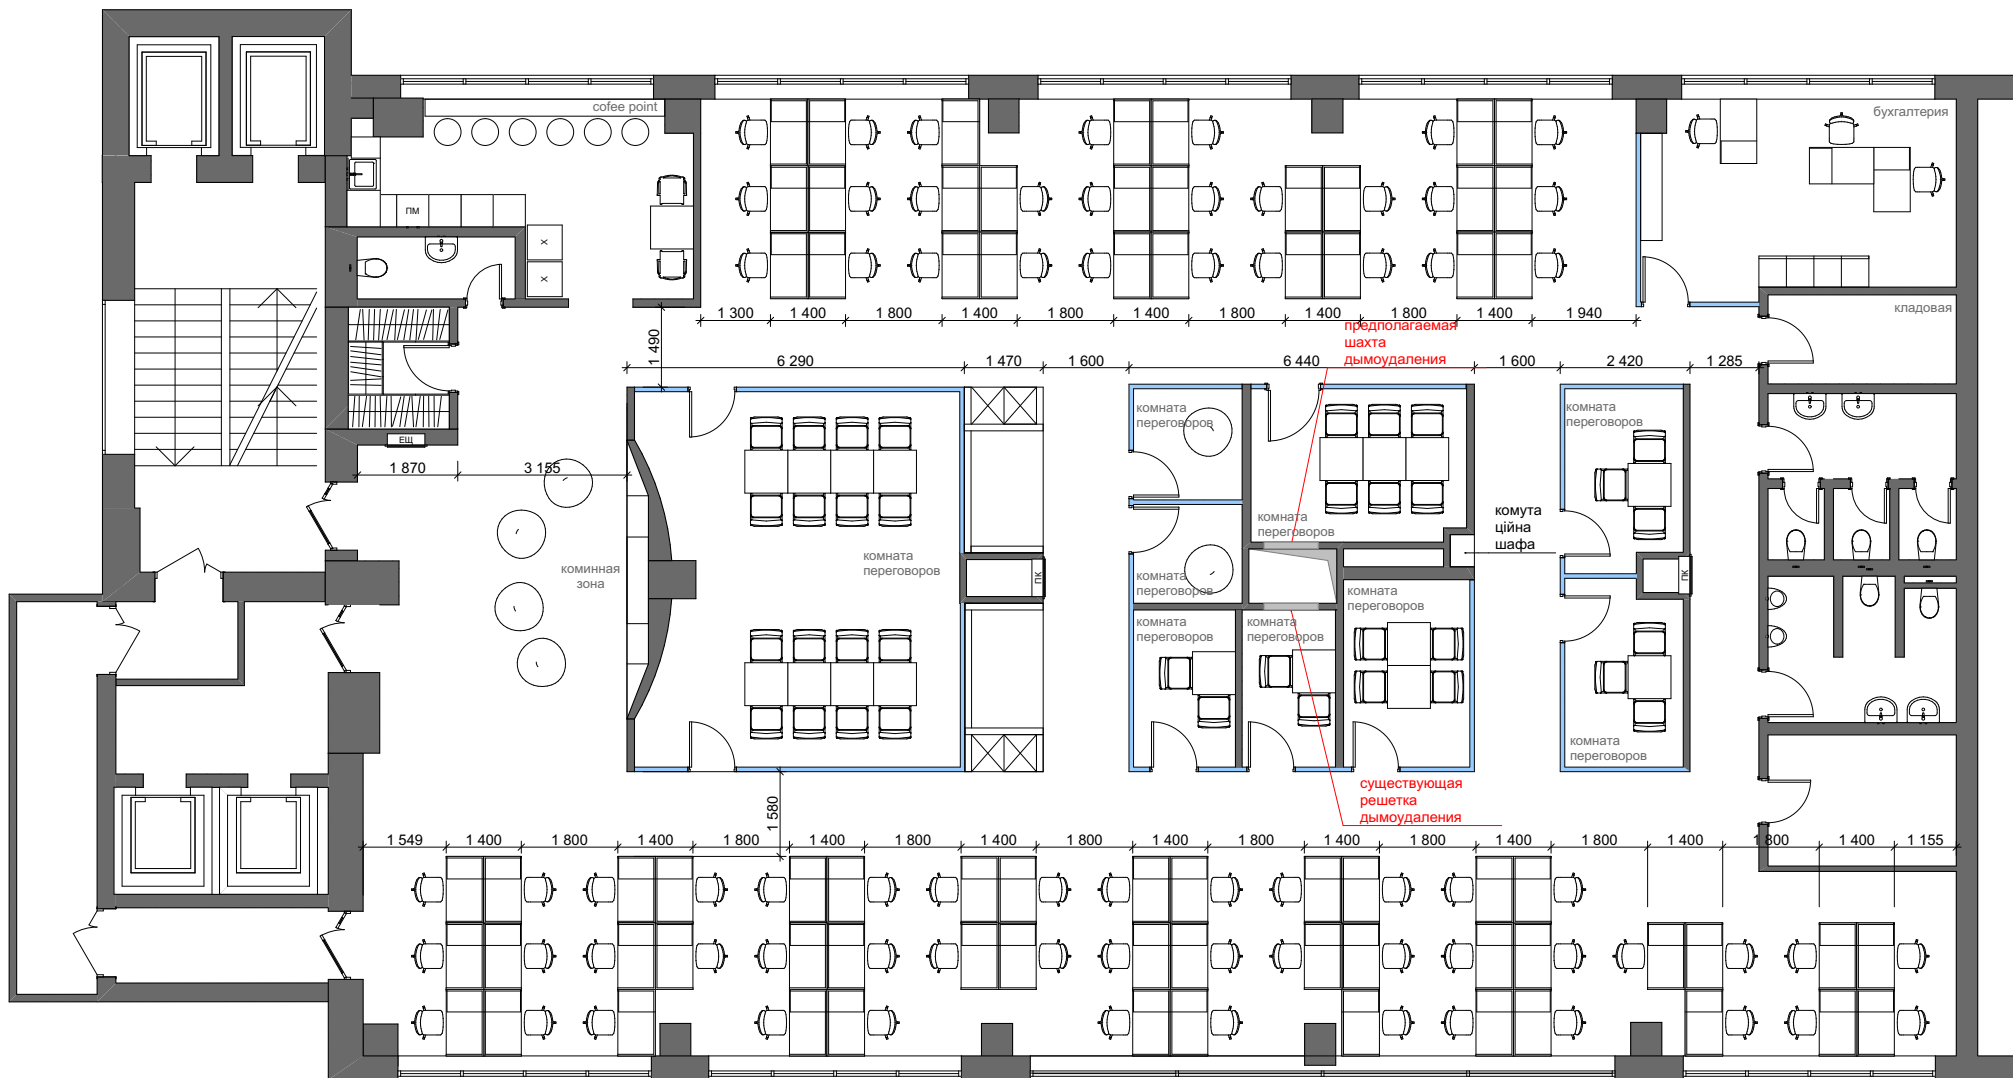 cofee point
бухгалтерия
ПМ
X
X
кладовая
1 300
1 400
1 800
1 400
1 800
1 400
1 800
1 400
1 800
1 400
1 940
1 490
предполагаемая
шахта
дымоудаления
6 290
1 470
1 600
6 440
1 600
2 420
1 285
ЕЩ
1 870
3 155
комната
переговоров
комната
переговоров
комната
переговоров
комута
ційна
шафа
каминная
зона
комната
переговоров
ПК
комната
переговоров
комната
переговоров
ПК
комната
переговоров
комната
переговоров
комната
переговоров
существующая
решетка
дымоудаления
1 580
1 549
1 400
1 800
1 400
1 800
1 400
1 800
1 400
1 800
1 400
1 800
1 400
1 800
1 400
1 800
1 400
1 800
1 400
1 155